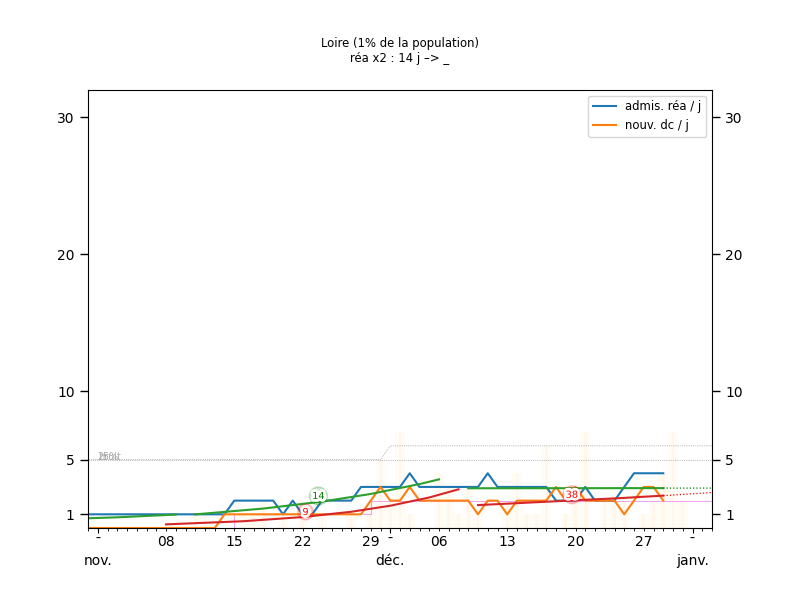 Loire (1% de la population)
réa x2 : 14 j –> _
admis. réa / j
nouv. dc / j
30
30
20
20
10
10
5
5
1
1
14
9
38
- 08 15 22 29 - 06 13 20 27 -
nov. déc. janv.